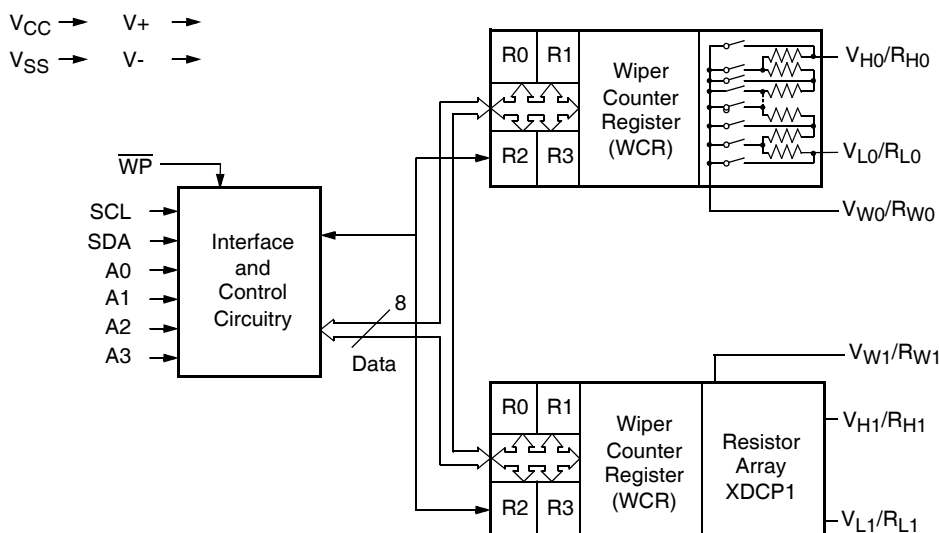 VCC V+
VSS V-
WP
SCL
SDA
A0
A1
A2
A3
Interface
and
Control
Circuitry
8
Data
R0 R1
R2 R3
Wiper
Counter
Register
(WCR)
VH0/RH0
VL0/RL0
VW0/RW0
VW1/RW1
R0 R1
R2 R3
Wiper
Counter
Register
(WCR)
Resistor
Array
XDCP1
VH1/RH1
VL1/RL1